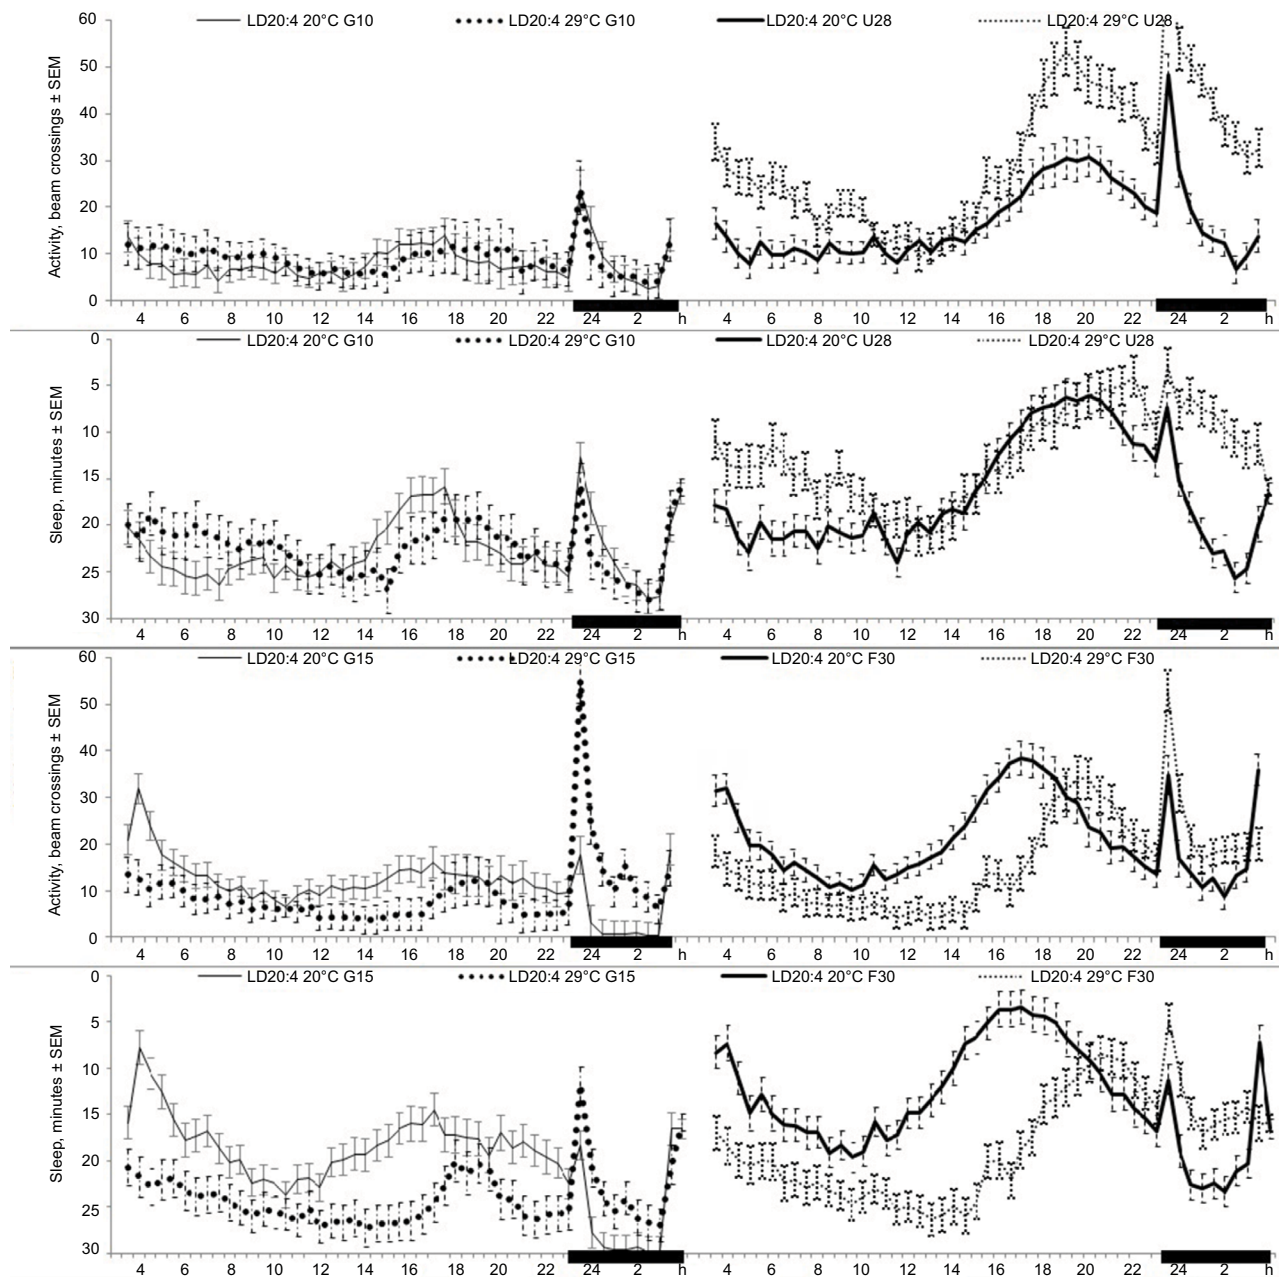 LD20:4 20°C G10 LD20:4 29°C G10 LD20:4 20°C U28 LD20:4 29°C U28
Activity, beam crossings ± SEM
60
50
40
30
20
10
0
4 6 8 10 12 14 16 18 20 22 24 2 h 4 6 8 10 12 14 16 18 20 22 24 2 h
LD20:4 20°C G10 LD20:4 29°C G10 LD20:4 20°C U28 LD20:4 29°C U28
Sleep, minutes ± SEM
0
5
10
15
20
25
30
4 6 8 10 12 14 16 18 20 22 24 2 h 4 6 8 10 12 14 16 18 20 22 24 2 h
LD20:4 20°C G15 LD20:4 29°C G15 LD20:4 20°C F30 LD20:4 29°C F30
Activity, beam crossings ± SEM
60
50
40
30
20
10
0
4 6 8 10 12 14 16 18 20 22 24 2 h 4 6 8 10 12 14 16 18 20 22 24 2 h
LD20:4 20°C G15 LD20:4 29°C G15 LD20:4 20°C F30 LD20:4 29°C F30
Sleep, minutes ± SEM
0
5
10
15
20
25
30
4 6 8 10 12 14 16 18 20 22 24 2 h 4 6 8 10 12 14 16 18 20 22 24 2 h